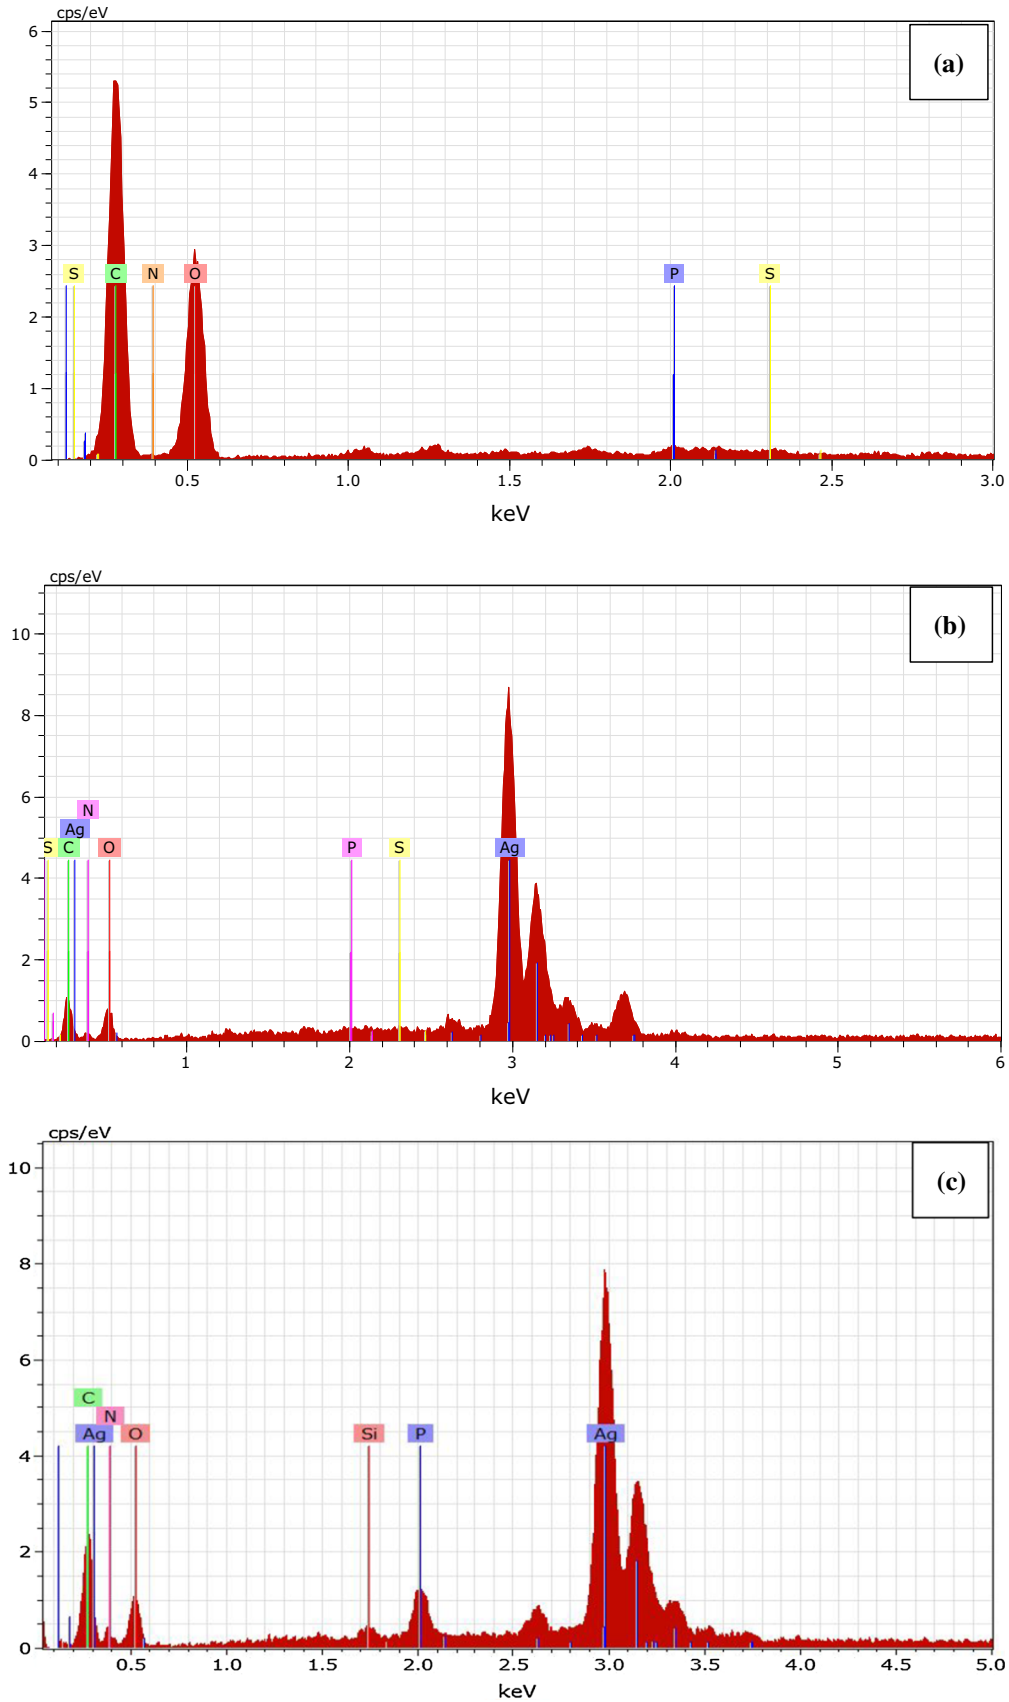 cps/eV
(a)
6
5
4
3
S C N O P S
2
1
0
0.5 1.0 1.5 2.0 2.5 3.0
keV
cps/eV
(b)
10
8
6
N
Ag
S C O P S Ag
4
2
0
1 2 3 4 5 6
keV
cps/eV
(c)
10
8
6
C
N
Ag O Si P Ag
4
2
0
0.5 1.0 1.5 2.0 2.5 3.0 3.5 4.0 4.5 5.0
keV